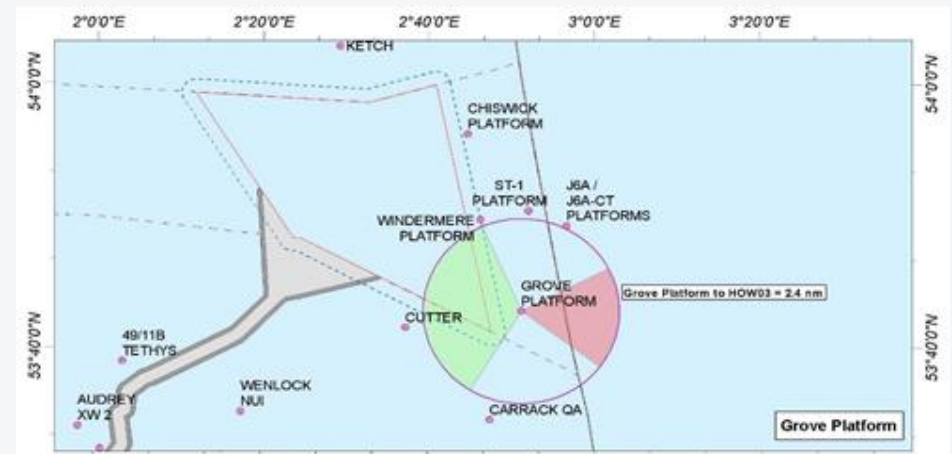 2°0'0"E
2°20'0"E
2°40'0"E
3°0'0"E
3°20'0"E
KETCH
54°0'0"N
54°0'0"N
CHISWICK
PLATFORM
ST-1
PLATFORM
J6A /
J6A-CT
PLATFORMS
WINDERMERE
PLATFORM
GROVE
PLATFORM
Grove Platform to HOW03 = 2.4 nm
CUTTER
53°40'0"N
53°40'0"N
49/11B
TETHYS
WENLOCK
NUI
AUDREY
XW 2
CARRACK QA
Grove Platform